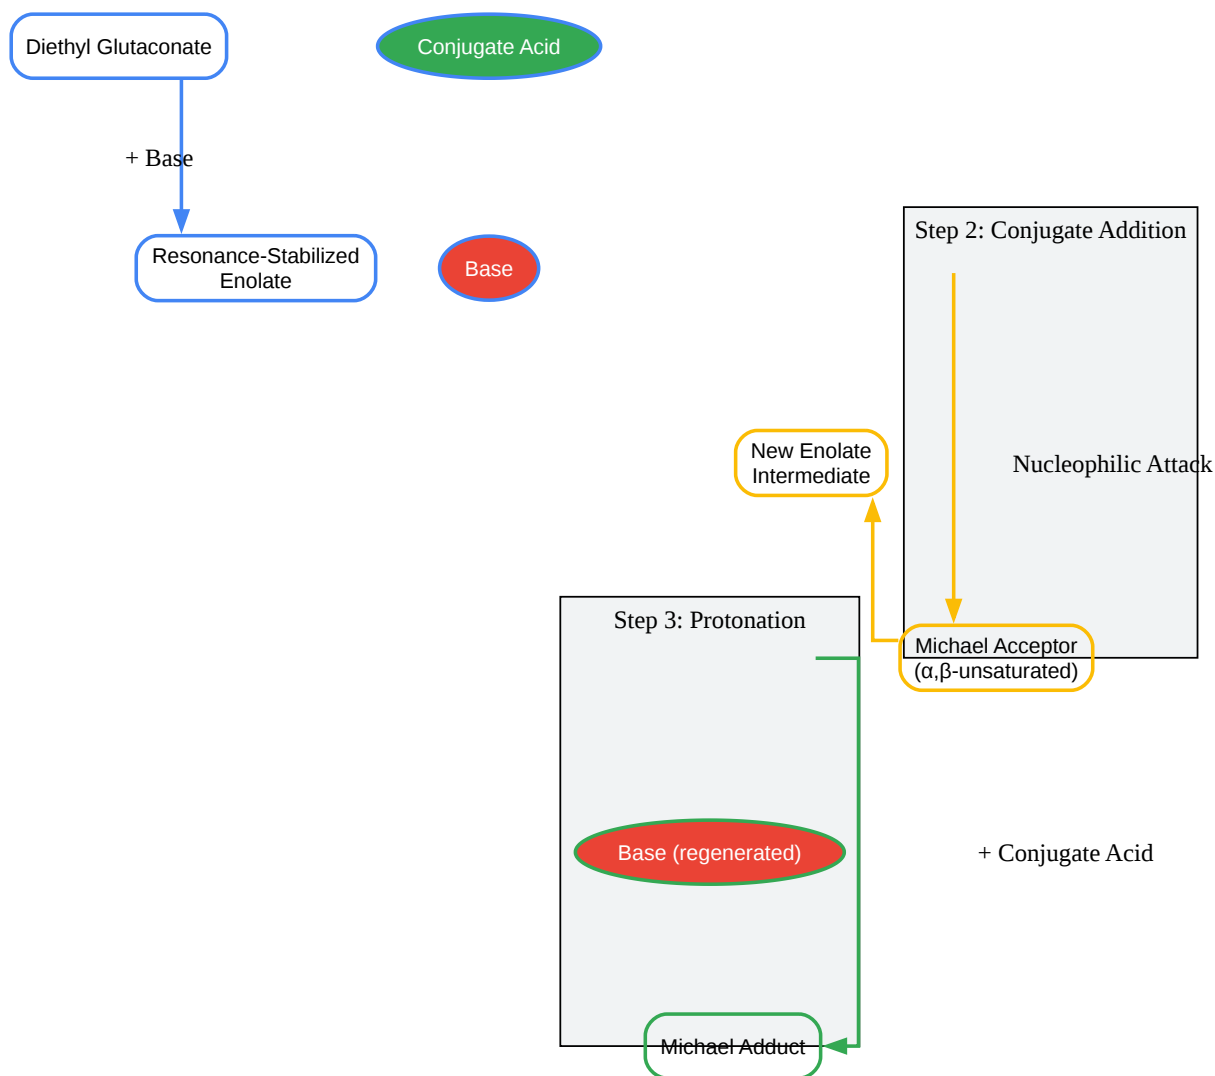 Diethyl Glutaconate
Conjugate Acid
+ Base
Resonance-Stabilized
Enolate
Base
Step 2: Conjugate Addition
New Enolate
Intermediate
Nucleophilic Attack
Step 3: Protonation
Michael Acceptor
(α,β-unsaturated)
Base (regenerated)
+ Conjugate Acid
Michael Adduct